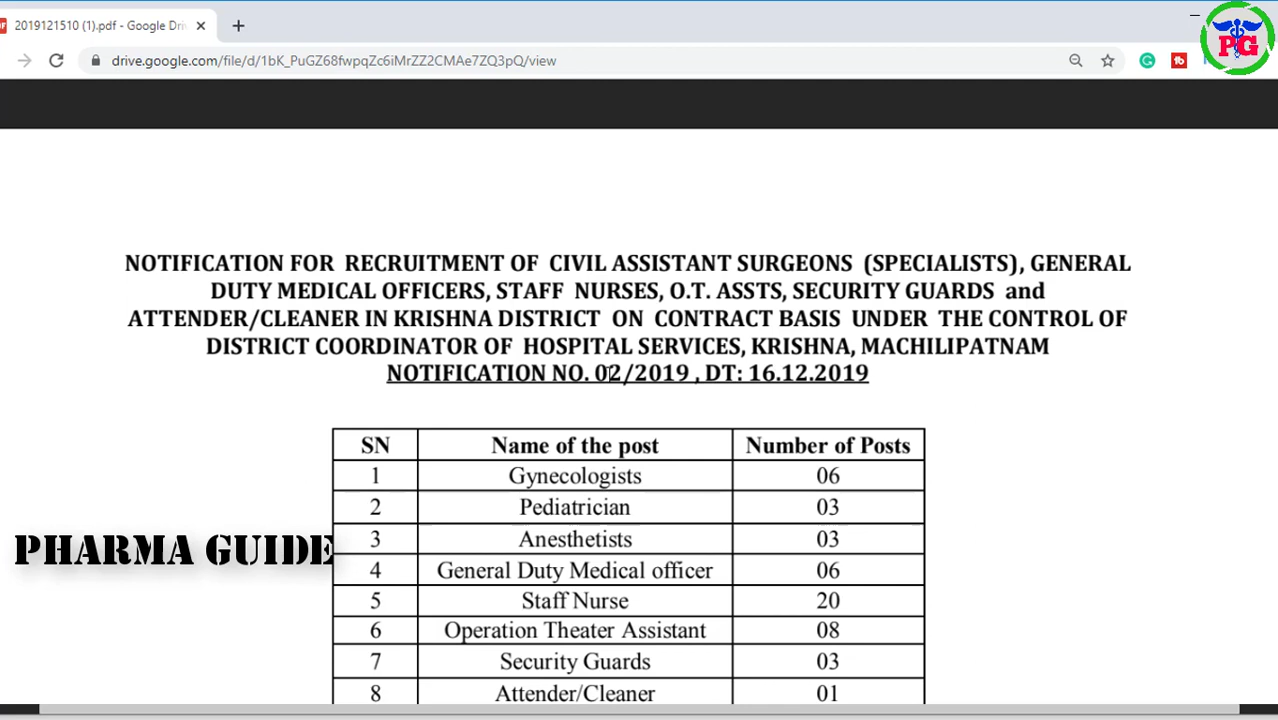 2019121510 (1).pdf - Google Dri
PG
drive.google.com/file/d/1bK_PuGZ68fwpqZc6iMrZZ2CMAe7ZQ3pQ/view
NOTIFICATION FOR RECRUITMENT OF CIVIL ASSISTANT SURGEONS (SPECIALISTS), GENERAL
DUTY MEDICAL OFFICERS, STAFF NURSES, O.T. ASSTS, SECURITY GUARDS and
ATTENDER/CLEANER IN KRISHNA DISTRICT ON CONTRACT BASIS UNDER THE CONTROL OF
DISTRICT COORDINATOR OF HOSPITAL SERVICES, KRISHNA, MACHILIPATNAM
NOTIFICATION NO. 02/2019 , DT: 16.12.2019
SN Name of the post Number of Posts
1 Gynecologists 06
2 Pediatrician 03
3 Anesthetists 03
4 General Duty Medical officer 06
5 Staff Nurse 20
6 Operation Theater Assistant 08
7 Security Guards 03
8 Attender/Cleaner 01
PHARMA GUIDE